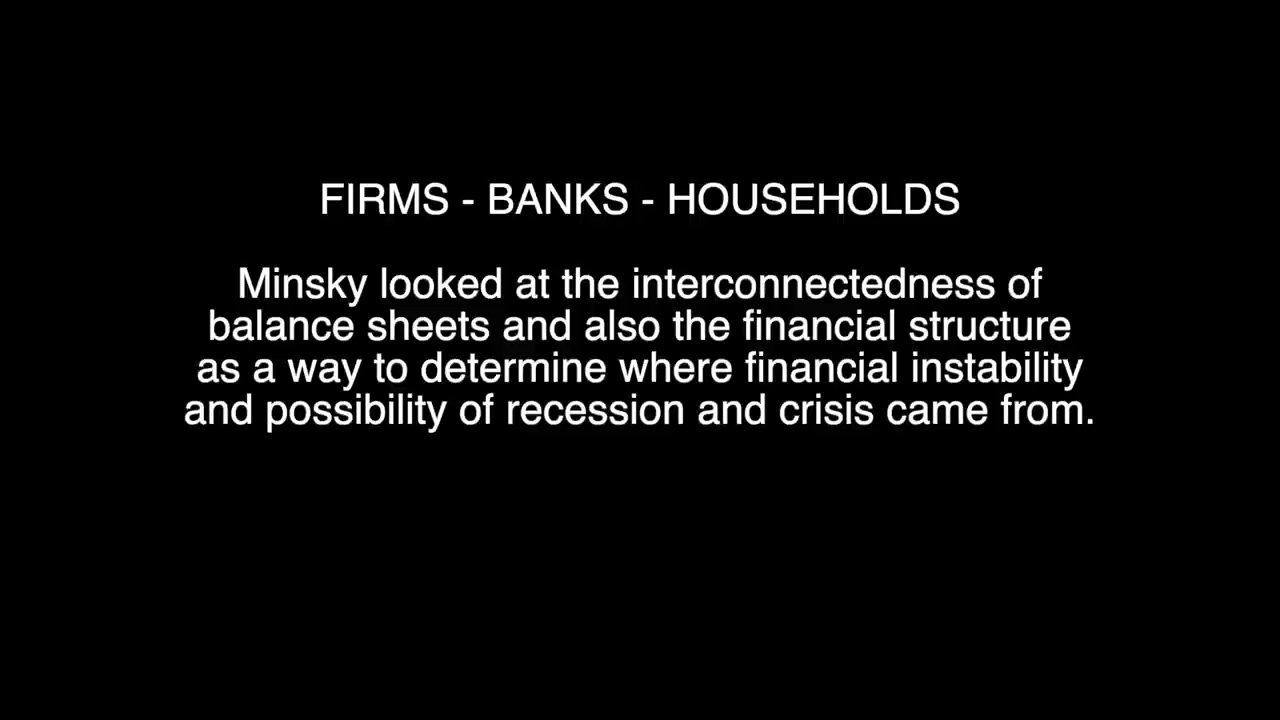 FIRMS - BANKS - HOUSEHOLDS
Minsky looked at the interconnectedness of
balance sheets and also the financial structure
as a way to determine where financial instability
and possibility of recession and crisis came from.